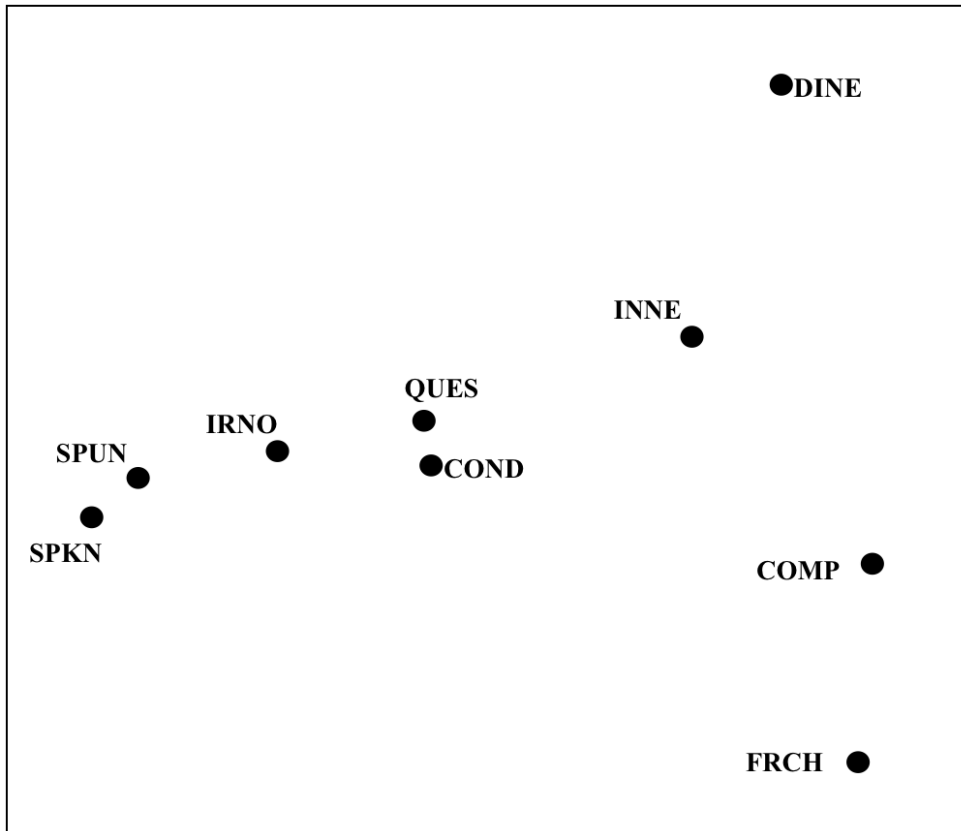 DINE
INNE
QUES
IRNO
SPUN
COND
SPKN
COMP
FRCH